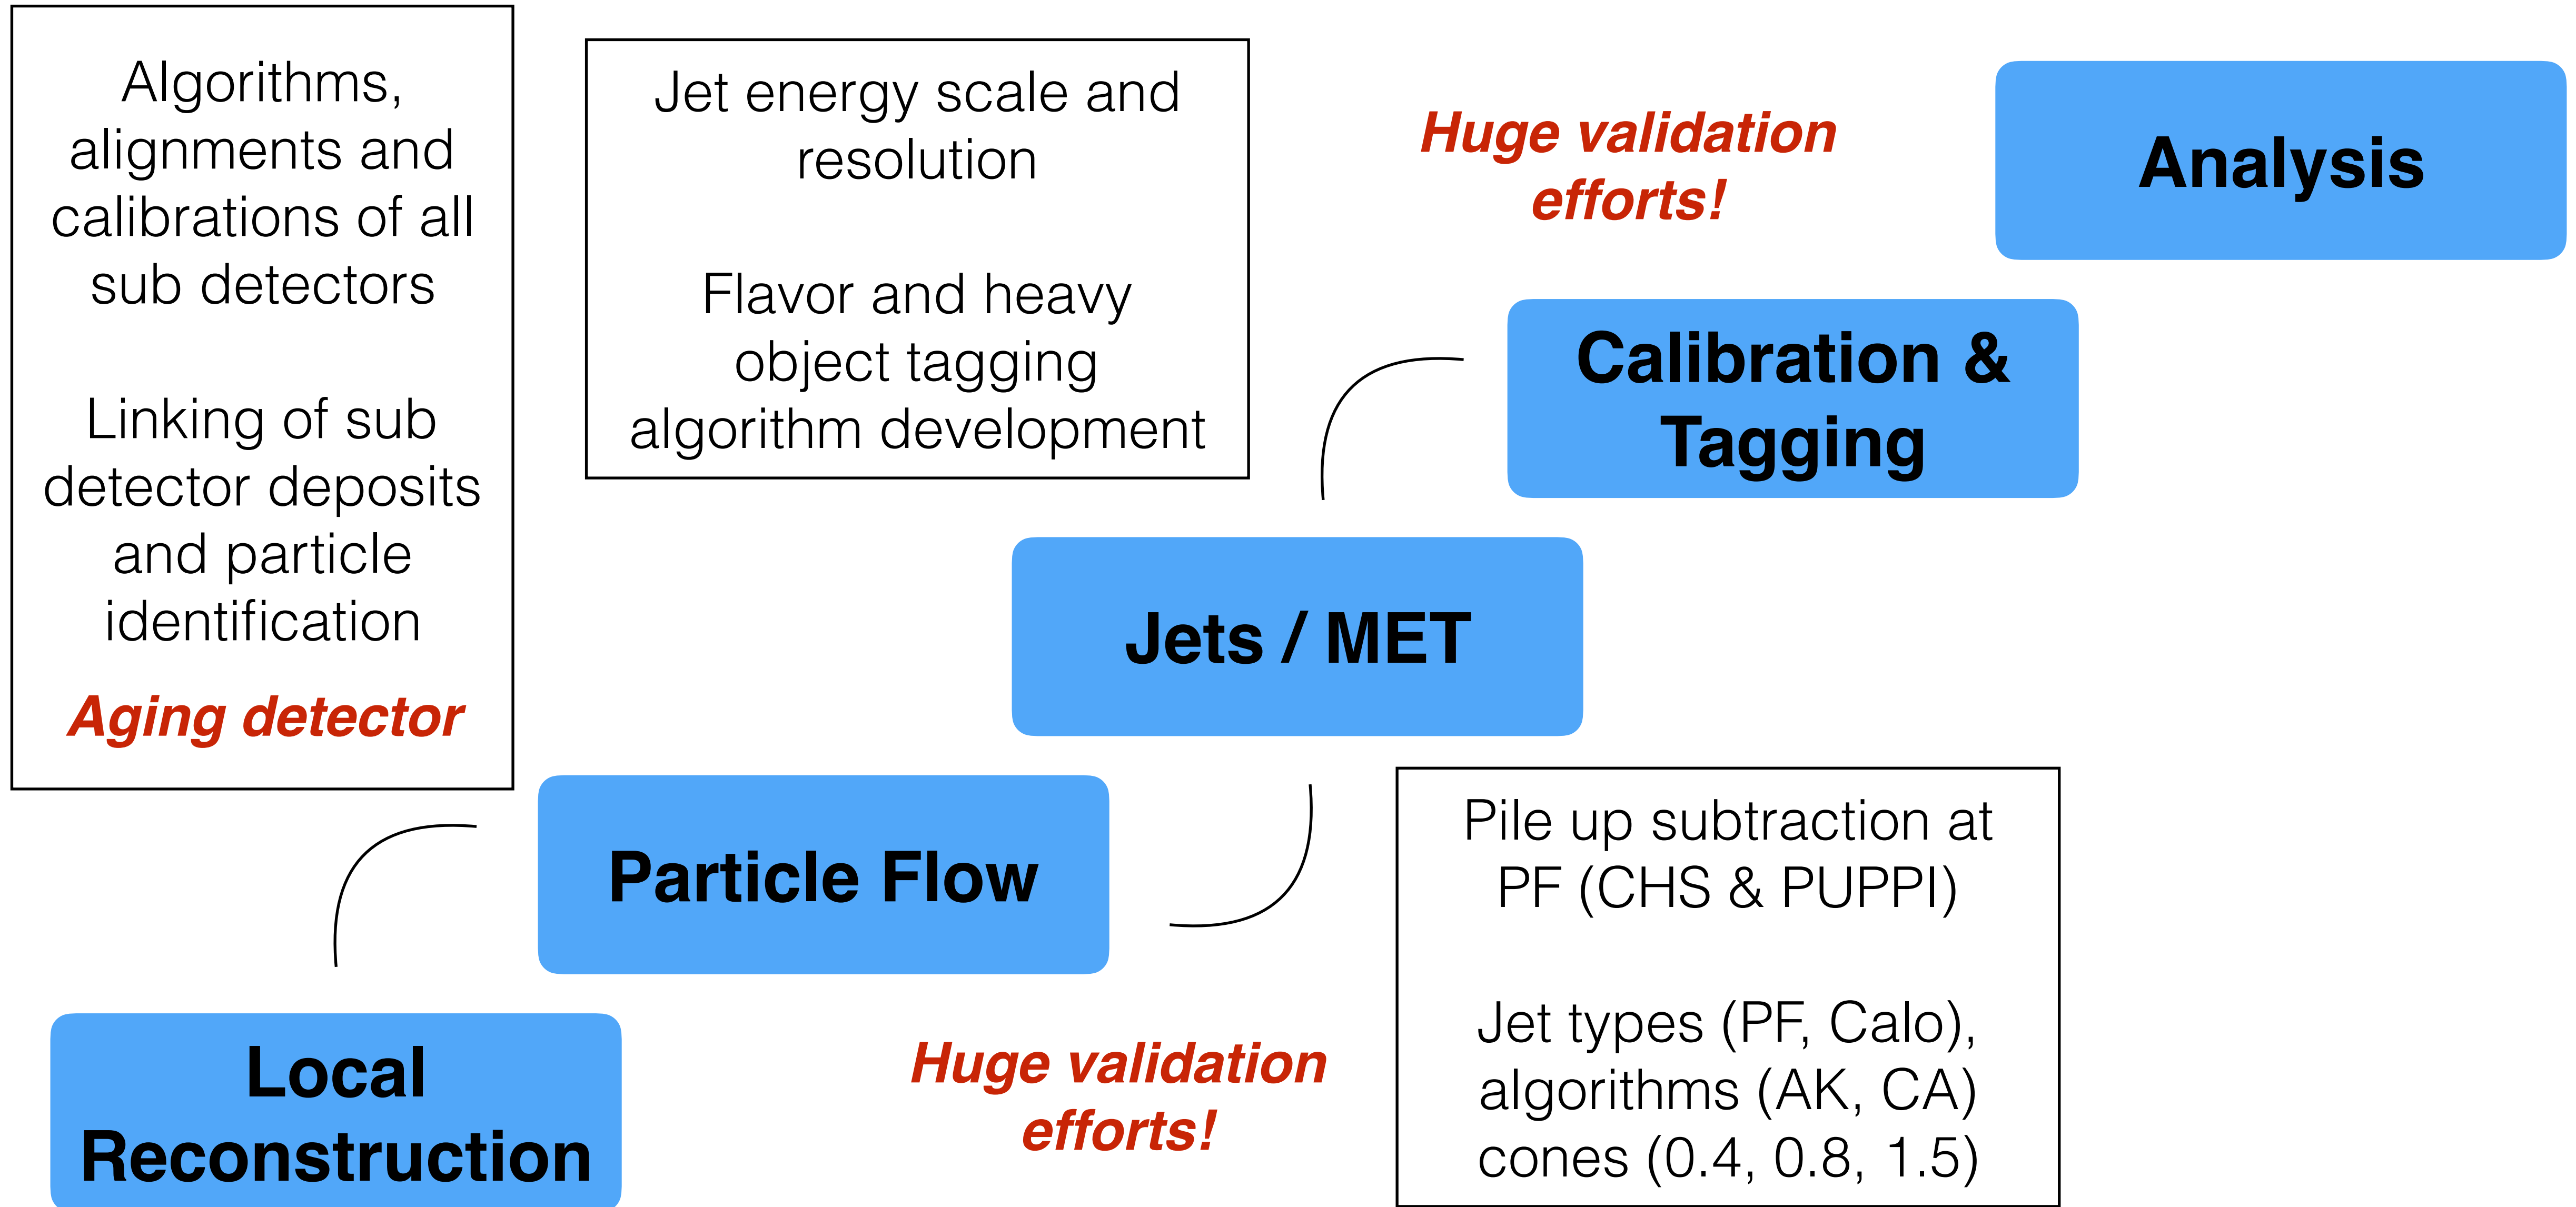 Algorithms,
alignments and
calibrations of all
sub detectors
Linking of sub
detector deposits
and particle
identification
Aging detector
Jet energy scale and
resolution
Flavor and heavy
object tagging
algorithm development
Huge validation
efforts!
Analysis
Calibration &
Tagging
Jets / MET
Particle Flow
Local
Reconstruction
Huge validation
efforts!
Pile up subtraction at
PF (CHS & PUPPI)
Jet types (PF, Calo),
algorithms (AK, CA)
cones (0.4, 0.8, 1.5)